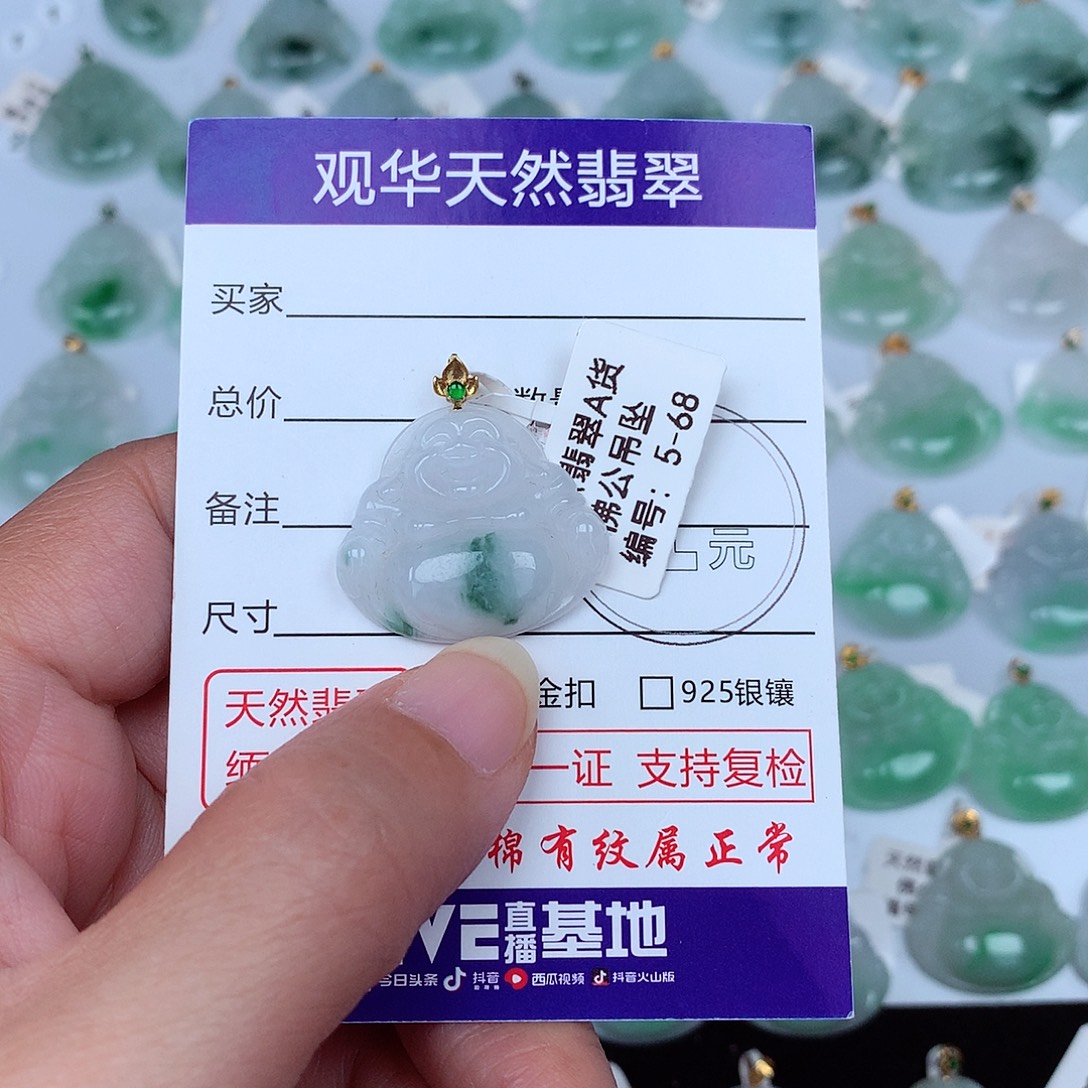 观华天然翡翠
买家
总价
翡翠A货
佛公吊坠
编号: 5-68
备注
元
尺寸
天然翡
金扣 925银镶
一证 支持复检
棉有纹属正常
VE直播基地
今日头条 抖音 西瓜视频 抖音火山版